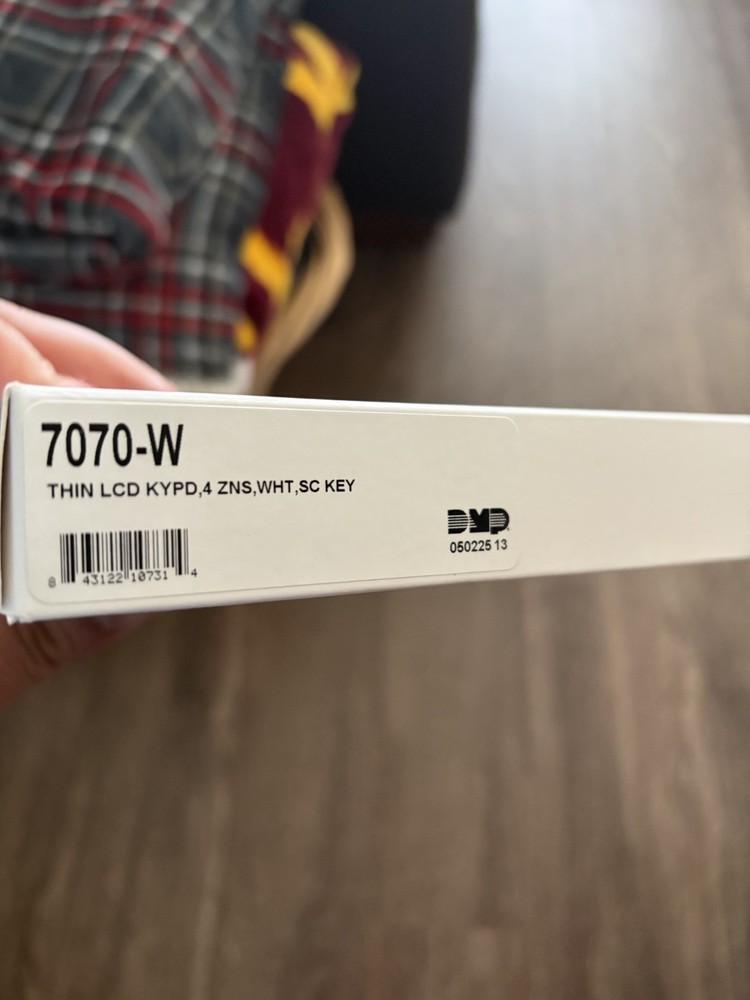 7070-W
THIN LCD KYPD,4 ZNS,WHT,SC KEY
DMP
050225 13
8 43122 10731 4